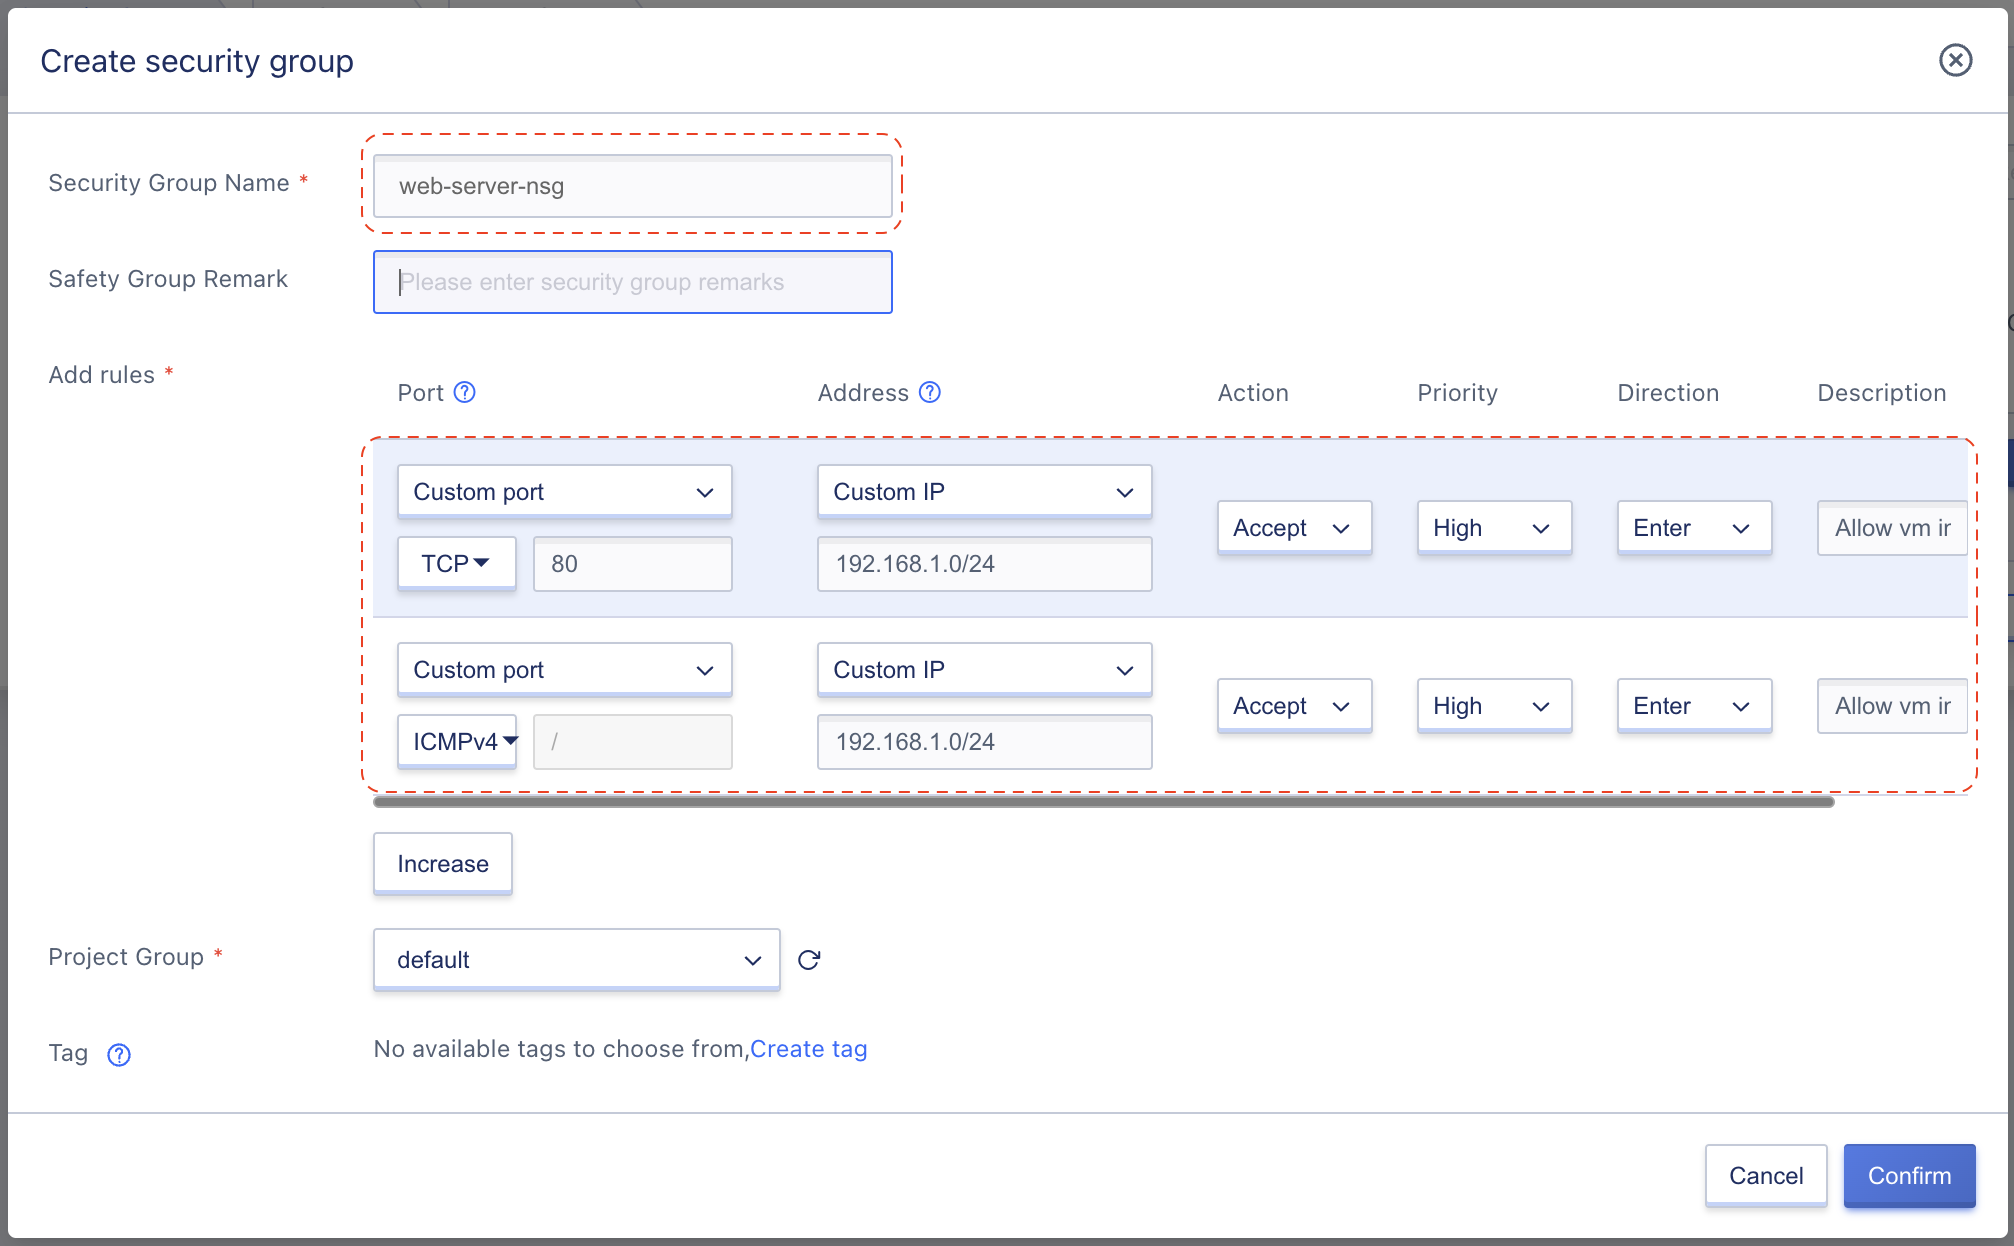 Create security group
Security Group Name *
web-server-nsg
Safety Group Remark
Please enter security group remarks
Add rules *
Port ? Address ? Action Priority Direction Description
Custom port Custom IP
Accept High Enter Allow vm ir
TCP 80 192.168.1.0/24
Custom port Custom IP
Accept High Enter Allow vm ir
ICMPv4 / 192.168.1.0/24
Increase
Project Group *
default
Tag ? No available tags to choose from,Create tag
Cancel Confirm